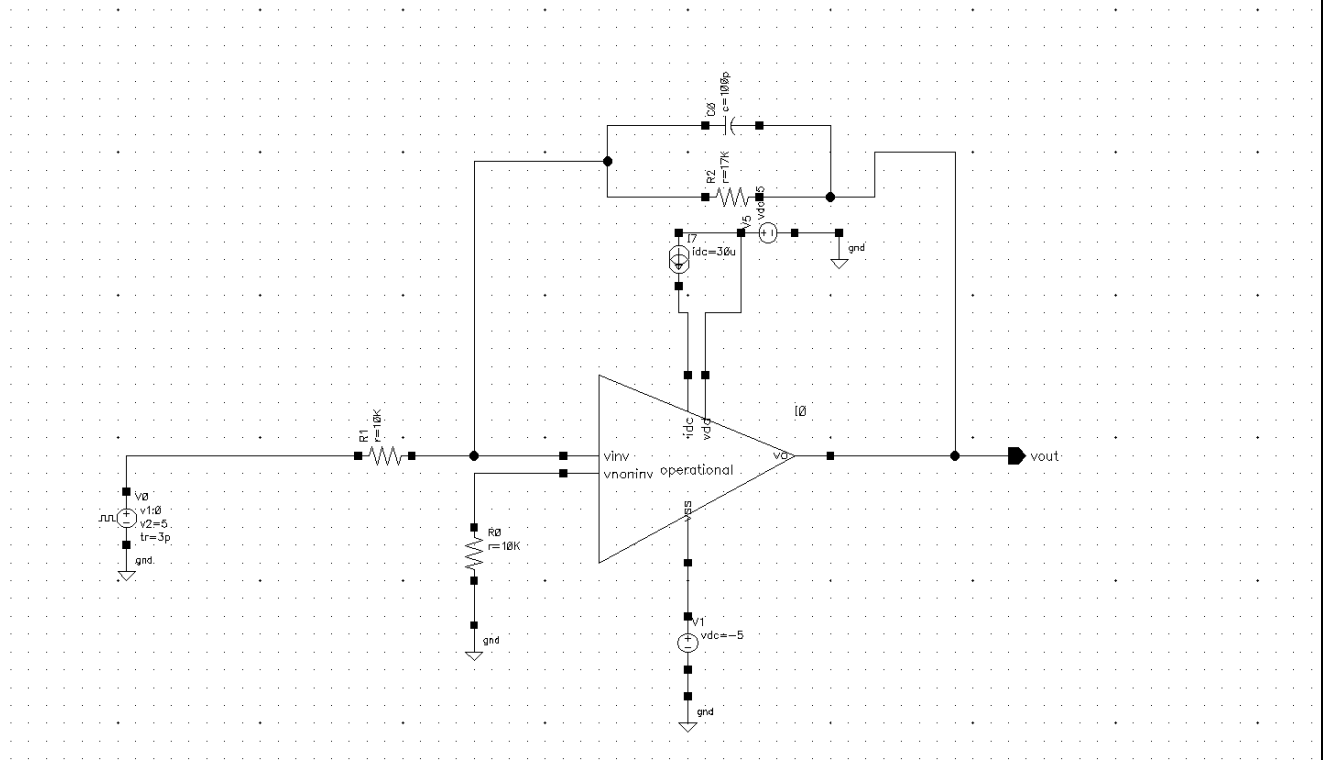 C0
c=100p
R2
r=17K
V5
vdc=5
I7
idc=30u
gnd
I0
idc
vdd
R1
r=10K
vinv
vnoninv
operational
vo
vout
V0
v1:0
v2=5
tr=3p
gnd
R0
r=10K
gnd
vss
V1
vdc=-5
gnd